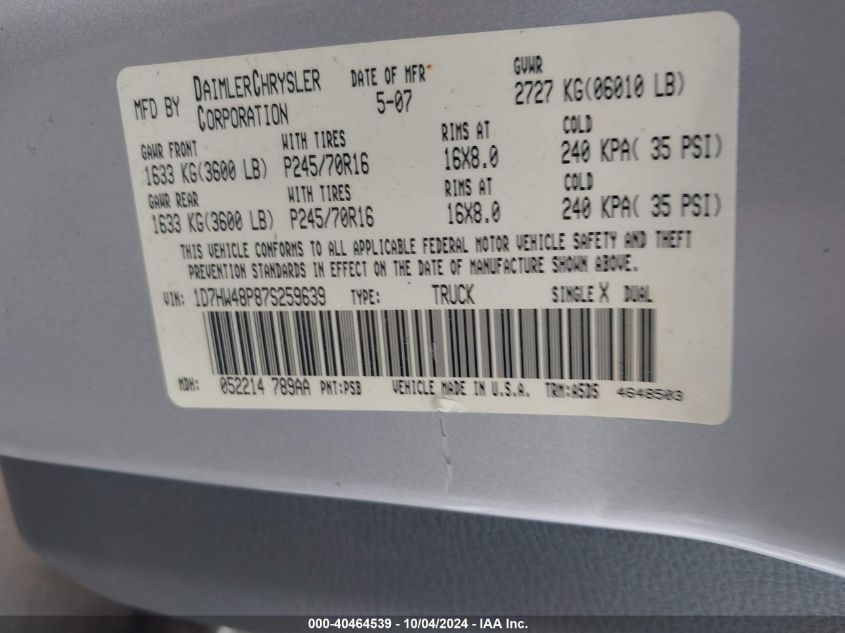 MFD BY DAIMLERCHRYSLER CORPORATION
DATE OF MFR* 5-07
GVWR 2727 KG(06010 LB)
GAWR FRONT WITH TIRES RIMS AT COLD
1633 KG(3600 LB) P245/70R16 16X8.0 240 KPA( 35 PSI)
GAWR REAR WITH TIRES RIMS AT COLD
1633 KG(3600 LB) P245/70R16 16X8.0 240 KPA( 35 PSI)
THIS VEHICLE CONFORMS TO ALL APPLICABLE FEDERAL MOTOR VEHICLE SAFETY AND THEFT
PREVENTION STANDARDS IN EFFECT ON THE DATE OF MANUFACTURE SHOWN ABOVE.
VIN: 1D7HW48P87S259639 TYPE: TRUCK SINGLE X DUAL
MDH: 052214 789AA PNT:PSB VEHICLE MADE IN U.S.A. TRM:A5D5 4648503
000-40464539 - 10/04/2024 - IAA Inc.